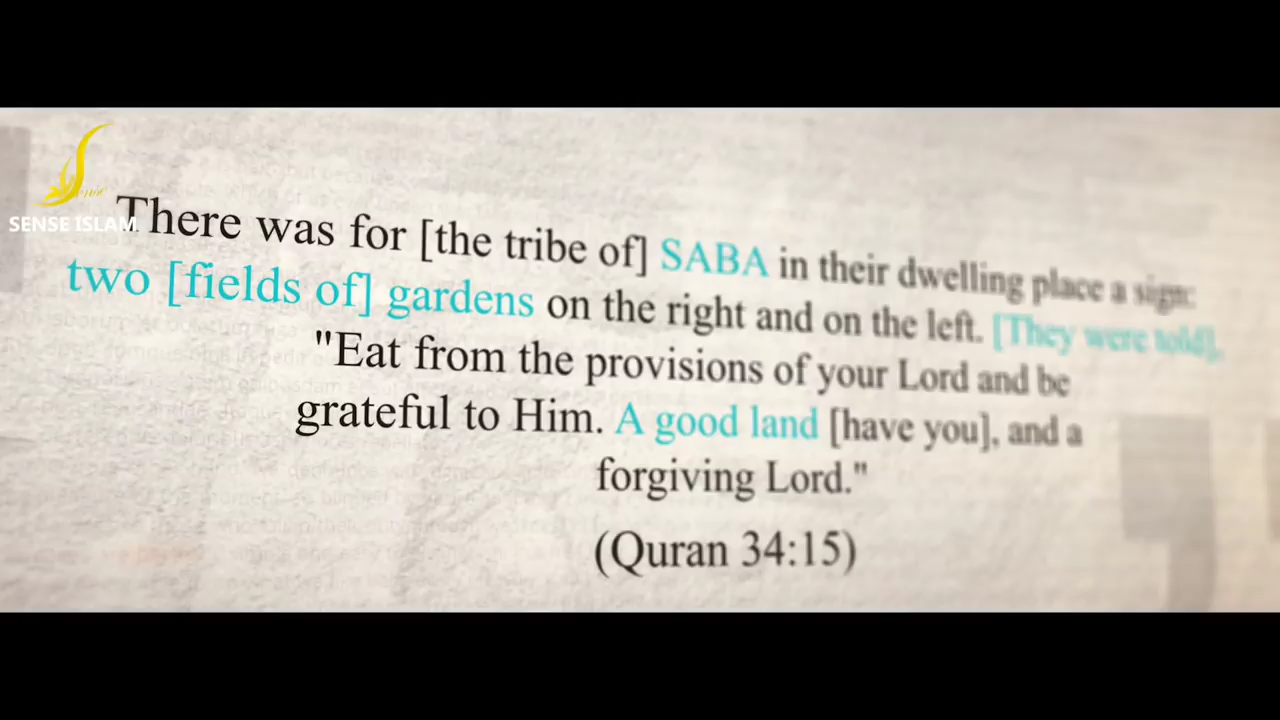 Sense
SENSE ISLAM
There was for [the tribe of] SABA in their dwelling place a sign:
two [fields of] gardens on the right and on the left. [They were told],
"Eat from the provisions of your Lord and be
grateful to Him. A good land [have you], and a
forgiving Lord."
(Quran 34:15)